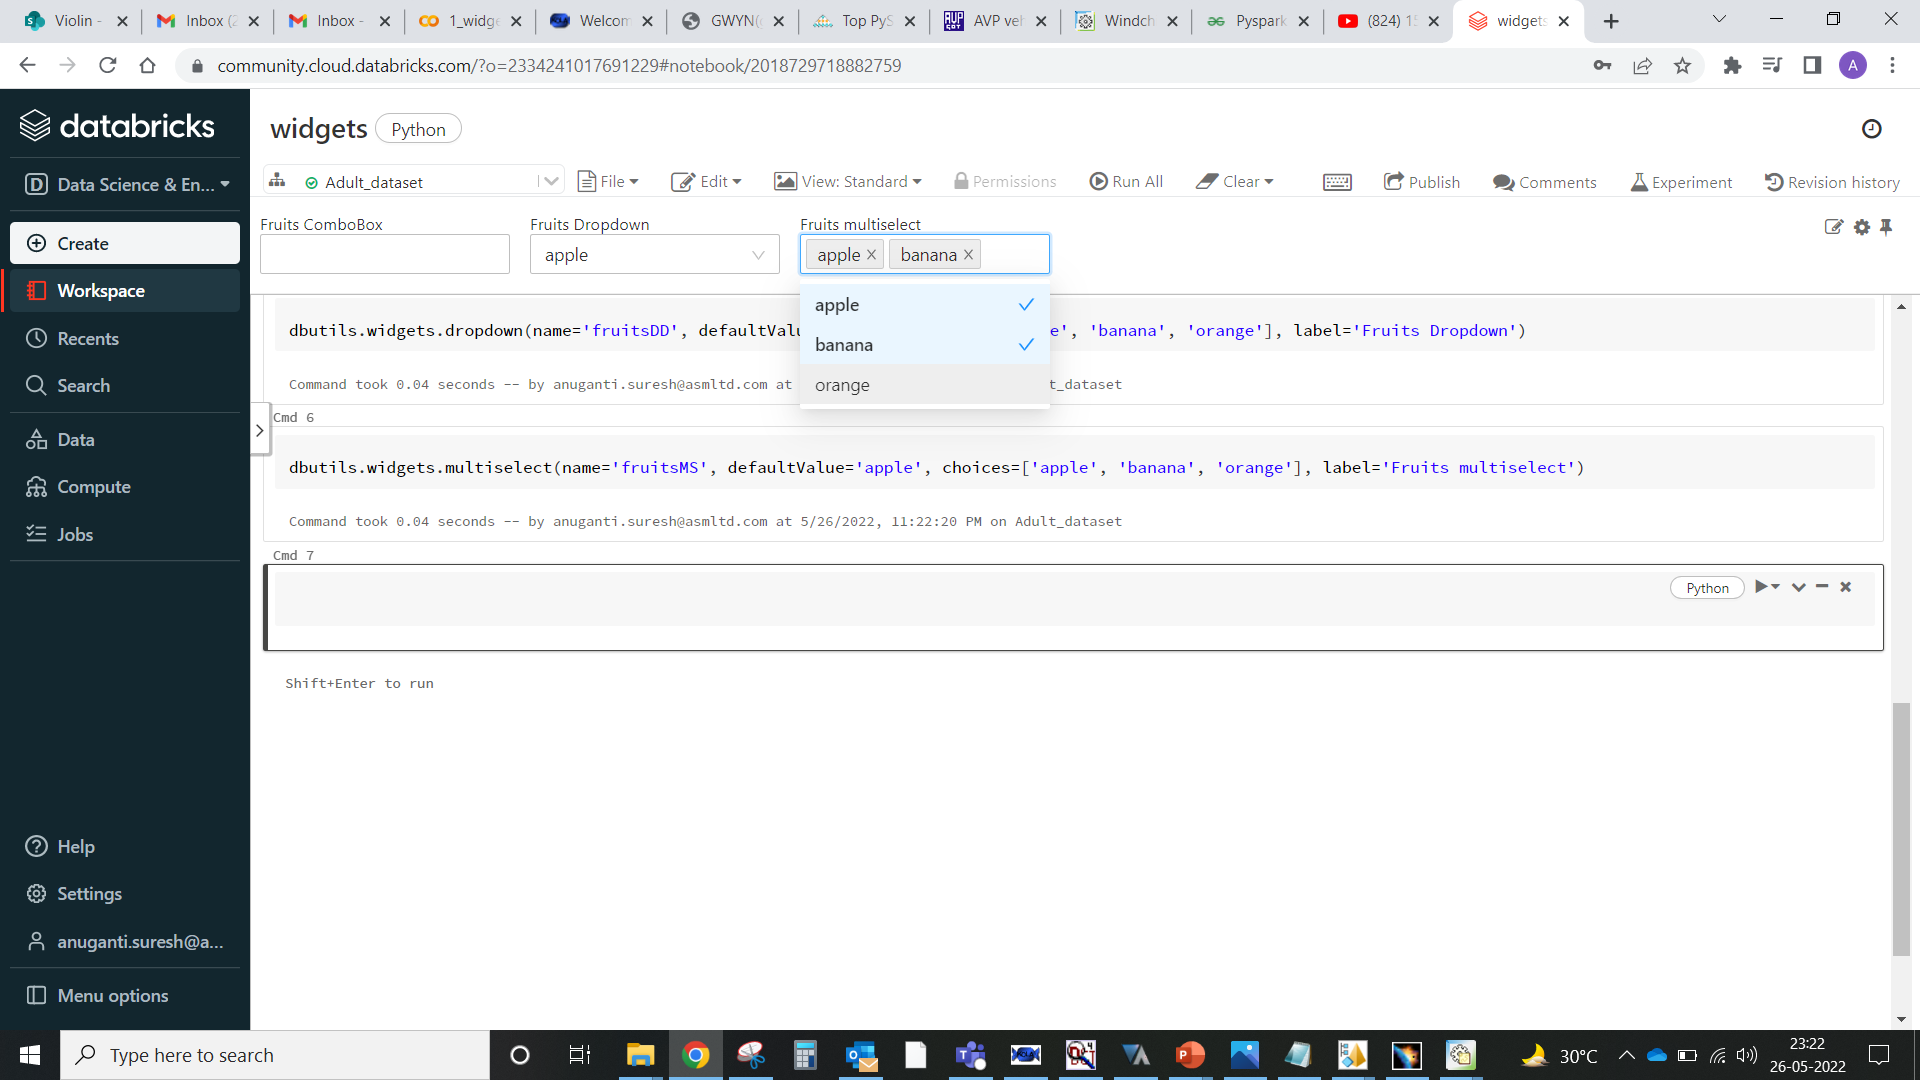 Violin -
Inbox (2
Inbox -
1_widge
Welcom
GWYN(
Top PyS
AVP veh
Windch
Pyspark
(824) 15
widgets
community.cloud.databricks.com/?o=2334241017691229#notebook/2018729718882759
A
databricks
widgets
Python
D
Data Science & En...
Adult_dataset
File
Edit
View: Standard
Permissions
Run All
Clear
Publish
Comments
Experiment
Revision history
Create
Workspace
Recents
Search
Data
Compute
Jobs
Fruits ComboBox
Fruits Dropdown
Fruits multiselect
apple
apple
banana
apple
banana
orange
dbutils.widgets.dropdown(name='fruitsDD', defaultValu
e', 'banana', 'orange'], label='Fruits Dropdown')
Command took 0.04 seconds -- by anuganti.suresh@asmltd.com at
t_dataset
Cmd 6
dbutils.widgets.multiselect(name='fruitsMS', defaultValue='apple', choices=['apple', 'banana', 'orange'], label='Fruits multiselect')
Command took 0.04 seconds -- by anuganti.suresh@asmltd.com at 5/26/2022, 11:22:20 PM on Adult_dataset
Cmd 7
Python
Shift+Enter to run
Help
Settings
anuganti.suresh@a...
Menu options
Type here to search
30°C
23:22
26-05-2022